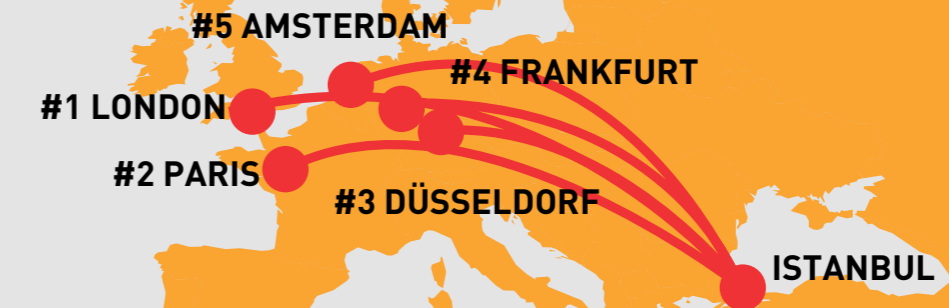 #5 AMSTERDAM
#4 FRANKFURT
#1 LONDON
#2 PARIS
#3 DÜSSELDORF
ISTANBUL